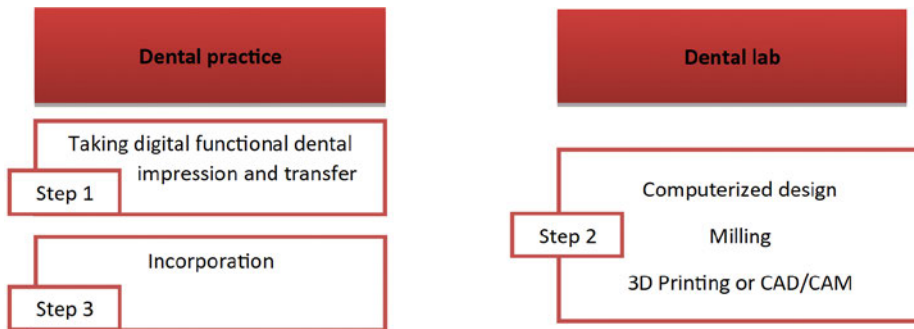 Dental practice
Taking digital functional dental
impression and transfer
Step 1
Incorporation
Step 3
Dental lab
Computerized design
Milling
3D Printing or CAD/CAM
Step 2